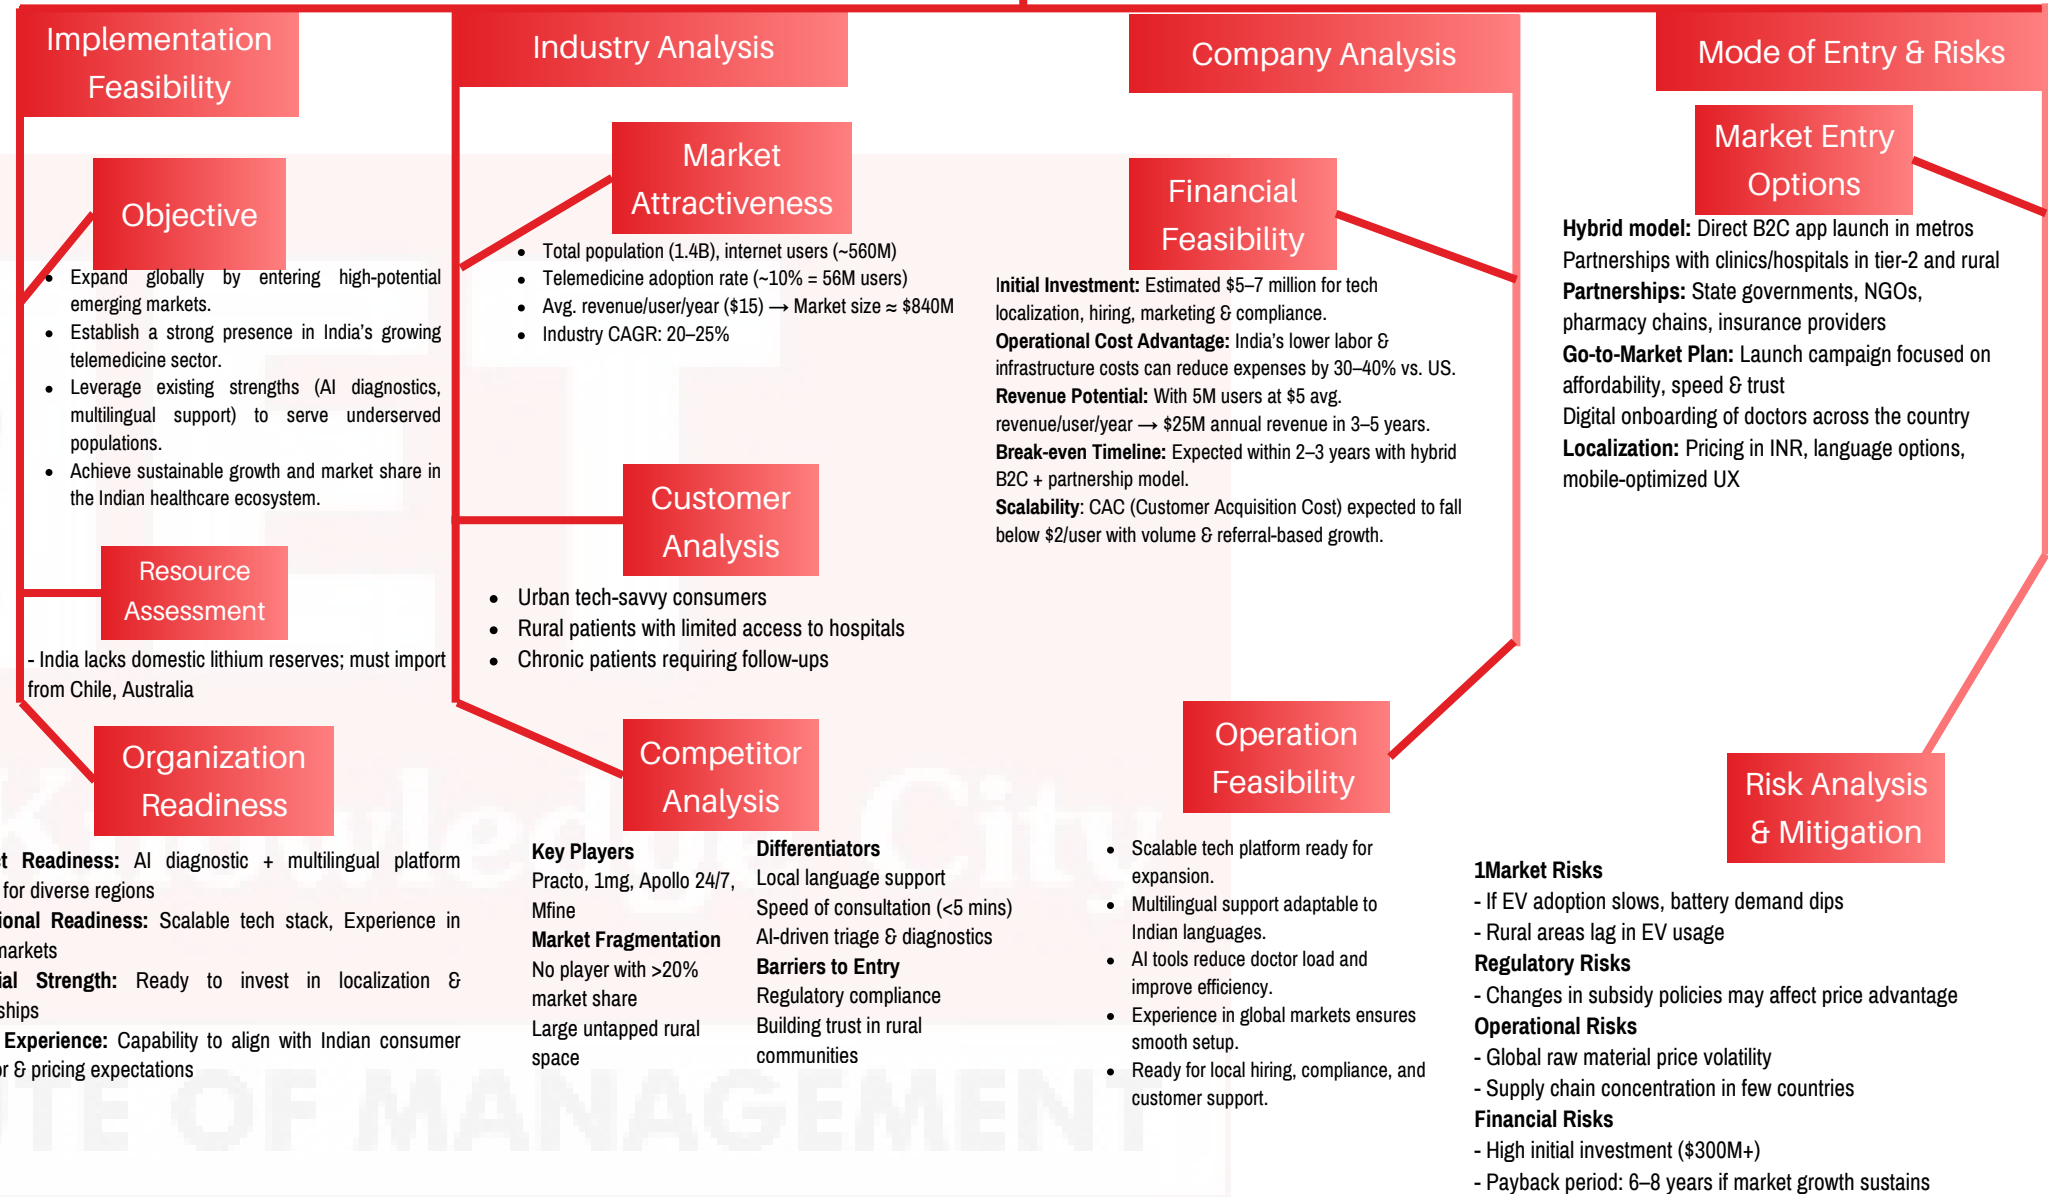 Implementation
Feasibility
Objective
Expand globally by entering high-potential
emerging markets.
Establish a strong presence in India's growing
telemedicine sector.
Leverage existing strengths (AI diagnostics,
multilingual support) to serve underserved
populations.
Achieve sustainable growth and market share in
the Indian healthcare ecosystem.
Resource
Assessment
- India lacks domestic lithium reserves; must import
from Chile, Australia
Organization
Readiness
Readiness: AI diagnostic + multilingual platform
for diverse regions
Readiness: Scalable tech stack, Experience in
markets
Strength: Ready to invest in localization &
Experience: Capability to align with Indian consumer
& pricing expectations
Industry Analysis
Market
Attractiveness
Total population (1.4B), internet users (~560M)
Telemedicine adoption rate (~10% = 56M users)
Avg. revenue/user/year ($15) → Market size ≈ $840M
Industry CAGR: 20–25%
Customer
Analysis
Urban tech-savvy consumers
Rural patients with limited access to hospitals
Chronic patients requiring follow-ups
Competitor
Analysis
Key Players
Practo, 1mg, Apollo 24/7,
Mfine
Market Fragmentation
No player with >20%
market share
Large untapped rural
space
Differentiators
Local language support
Speed of consultation (<5 mins)
AI-driven triage & diagnostics
Barriers to Entry
Regulatory compliance
Building trust in rural
communities
Company Analysis
Financial
Feasibility
Initial Investment: Estimated $5–7 million for tech
localization, hiring, marketing & compliance.
Operational Cost Advantage: India's lower labor &
infrastructure costs can reduce expenses by 30–40% vs. US.
Revenue Potential: With 5M users at $5 avg.
revenue/user/year → $25M annual revenue in 3–5 years.
Break-even Timeline: Expected within 2–3 years with hybrid
B2C + partnership model.
Scalability: CAC (Customer Acquisition Cost) expected to fall
below $2/user with volume & referral-based growth.
Operation
Feasibility
Scalable tech platform ready for
expansion.
Multilingual support adaptable to
Indian languages.
AI tools reduce doctor load and
improve efficiency.
Experience in global markets ensures
smooth setup.
Ready for local hiring, compliance, and
customer support.
Mode of Entry & Risks
Market Entry
Options
Hybrid model: Direct B2C app launch in metros
Partnerships with clinics/hospitals in tier-2 and rural
Partnerships: State governments, NGOs,
pharmacy chains, insurance providers
Go-to-Market Plan: Launch campaign focused on
affordability, speed & trust
Digital onboarding of doctors across the country
Localization: Pricing in INR, language options,
mobile-optimized UX
Risk Analysis
& Mitigation
1Market Risks
- If EV adoption slows, battery demand dips
- Rural areas lag in EV usage
Regulatory Risks
- Changes in subsidy policies may affect price advantage
Operational Risks
- Global raw material price volatility
- Supply chain concentration in few countries
Financial Risks
- High initial investment ($300M+)
- Payback period: 6–8 years if market growth sustains
Knowledge City
OF MANAGEMENT